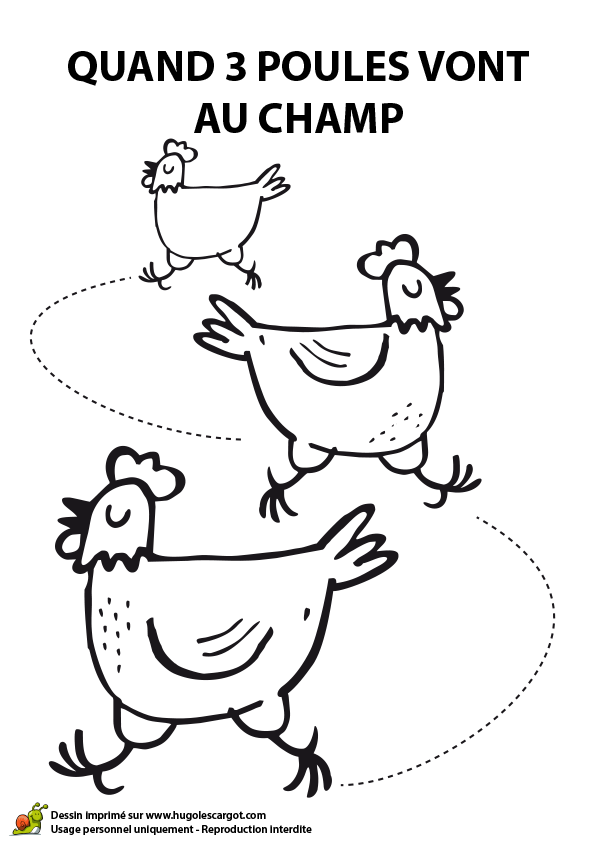 QUAND 3 POULES VONT
AU CHAMP
Dessin imprimé sur www.hugolescargot.com
Usage personnel uniquement - Reproduction interdite